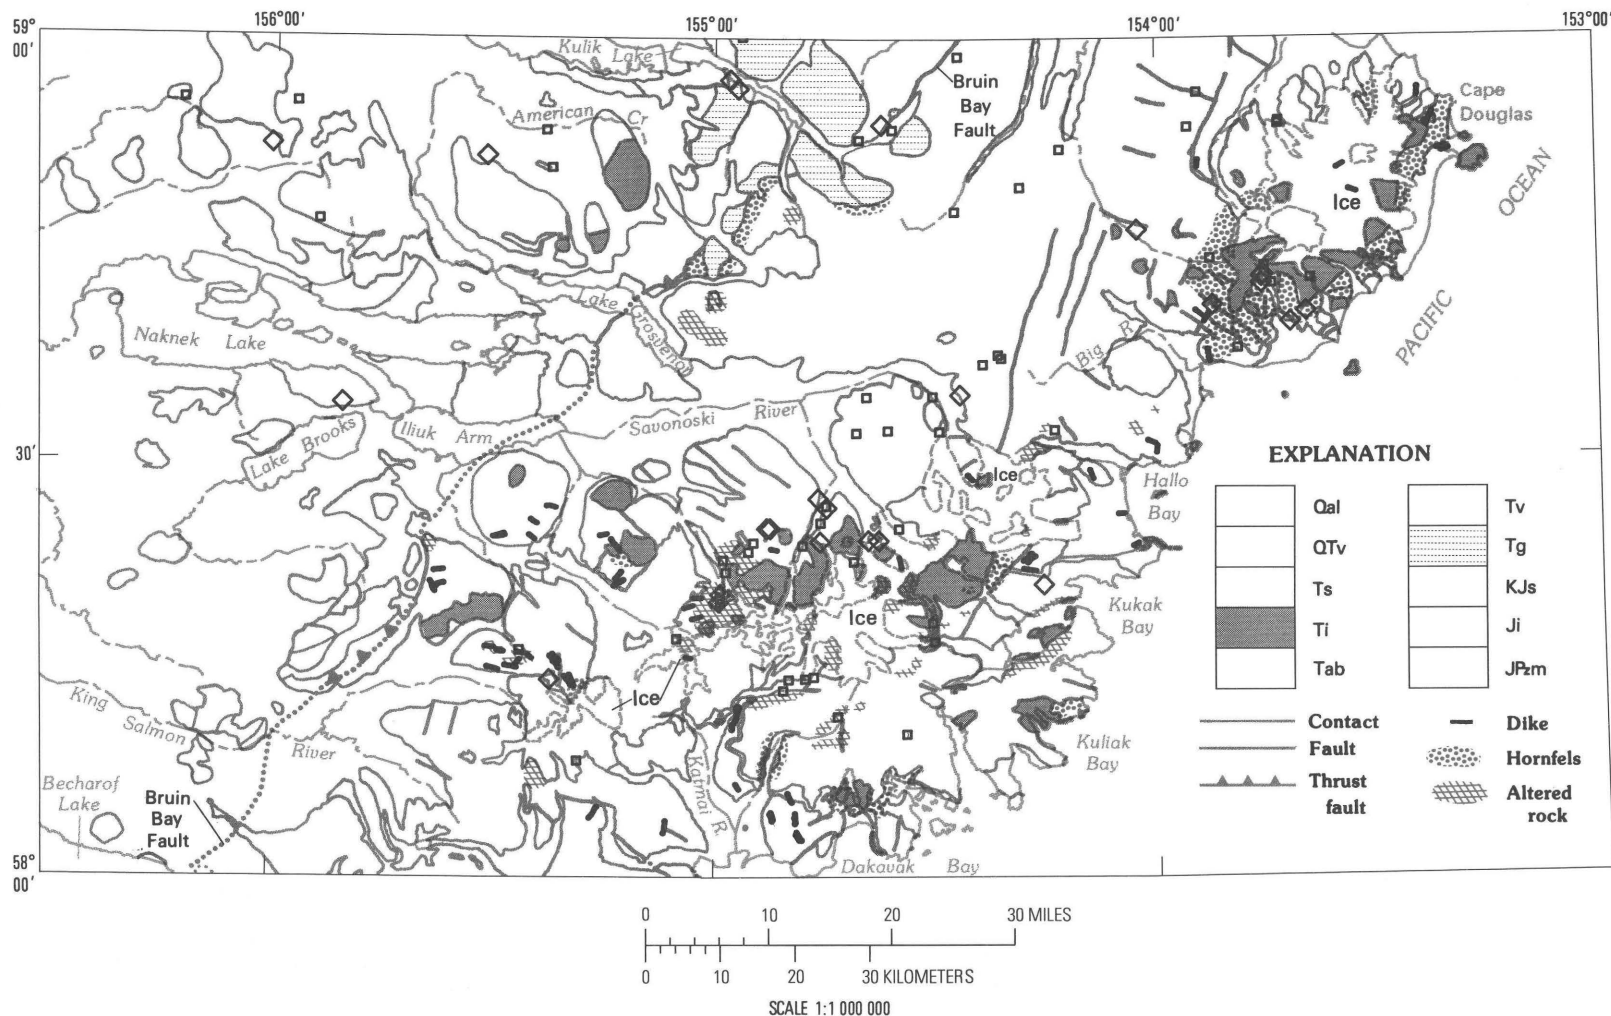 156°00′
155°00′
154°00′
153°00′
59°
00′
Kulik
Lake
Bruin
Bay
Fault
Cape
Douglas
American
Cr
OCEAN
Ice
PACIFIC
Lake
Grosvenor
Naknek Lake
Big R
Savonoski River
Iliuk Arm
Lake Brooks
30′
Ice
Hallo
Bay
EXPLANATION
Qal
Tv
QTv
Tg
Ts
KJs
Ti
Ji
Tab
JPzm
Contact
Dike
Fault
Hornfels
Thrust
fault
Altered
rock
Ice
Kukak
Bay
Ice
King
Salmon
River
Kuliak
Bay
Katmai R.
Becharof
Lake
Bruin
Bay
Fault
58°
00′
Dakavak Bay
0 10 20 30 MILES
0 10 20 30 KILOMETERS
SCALE 1:1 000 000